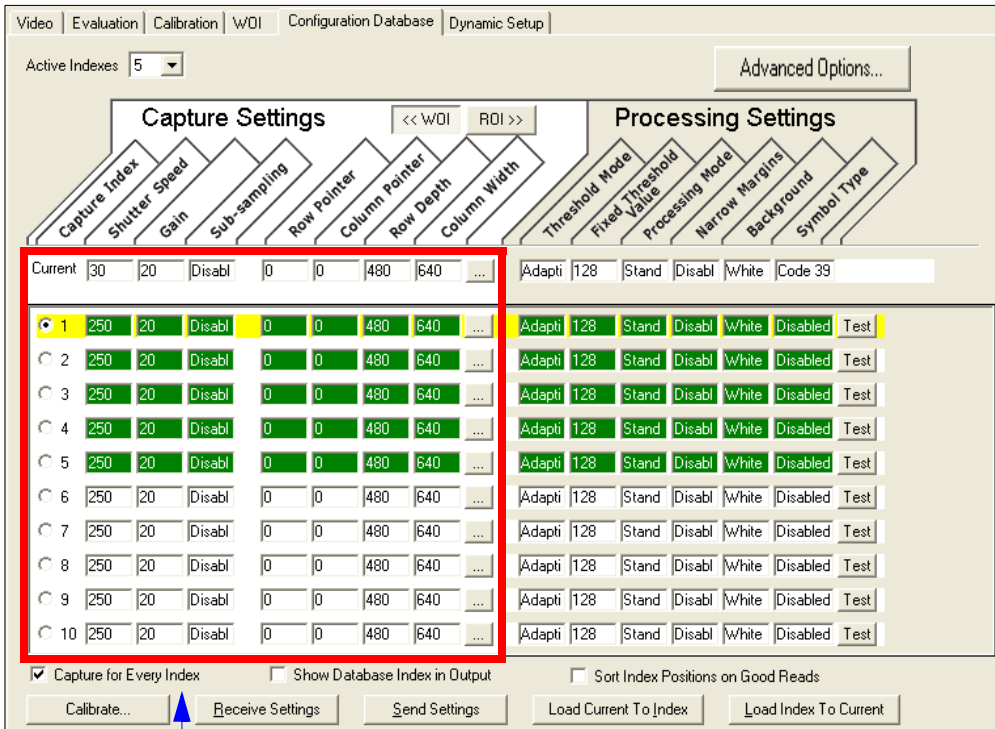 Video Evaluation Calibration WOI Configuration Database Dynamic Setup
Active Indexes 5 Advanced Options...
Capture Settings << WOI ROI >> Processing Settings
Capture Index Shutter Speed Gain Sub-sampling Row Pointer Column Pointer Row Depth Column Width Threshold Mode Fixed Threshold Value Processing Mode Narrow Margins Background Symbol Type
Current 30 20 Disabl 0 0 480 640 ... Adapti 128 Stand Disabl White Code 39
1 250 20 Disabl 0 0 480 640 ... Adapti 128 Stand Disabl White Disabled Test
2 250 20 Disabl 0 0 480 640 ... Adapti 128 Stand Disabl White Disabled Test
3 250 20 Disabl 0 0 480 640 ... Adapti 128 Stand Disabl White Disabled Test
4 250 20 Disabl 0 0 480 640 ... Adapti 128 Stand Disabl White Disabled Test
5 250 20 Disabl 0 0 480 640 ... Adapti 128 Stand Disabl White Disabled Test
6 250 20 Disabl 0 0 480 640 ... Adapti 128 Stand Disabl White Disabled Test
7 250 20 Disabl 0 0 480 640 ... Adapti 128 Stand Disabl White Disabled Test
8 250 20 Disabl 0 0 480 640 ... Adapti 128 Stand Disabl White Disabled Test
9 250 20 Disabl 0 0 480 640 ... Adapti 128 Stand Disabl White Disabled Test
10 250 20 Disabl 0 0 480 640 ... Adapti 128 Stand Disabl White Disabled Test
Capture for Every Index Show Database Index in Output Sort Index Positions on Good Reads
Calibrate... Receive Settings Send Settings Load Current To Index Load Index To Current